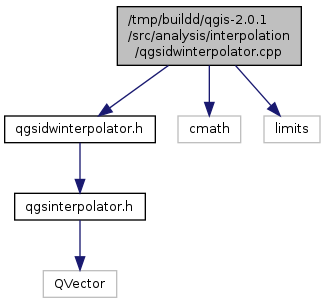 /tmp/buildd/qgis-2.0.1
/src/analysis/interpolation
/qgsidwinterpolator.cpp
qgsidwinterpolator.h
cmath
limits
qgsinterpolator.h
QVector